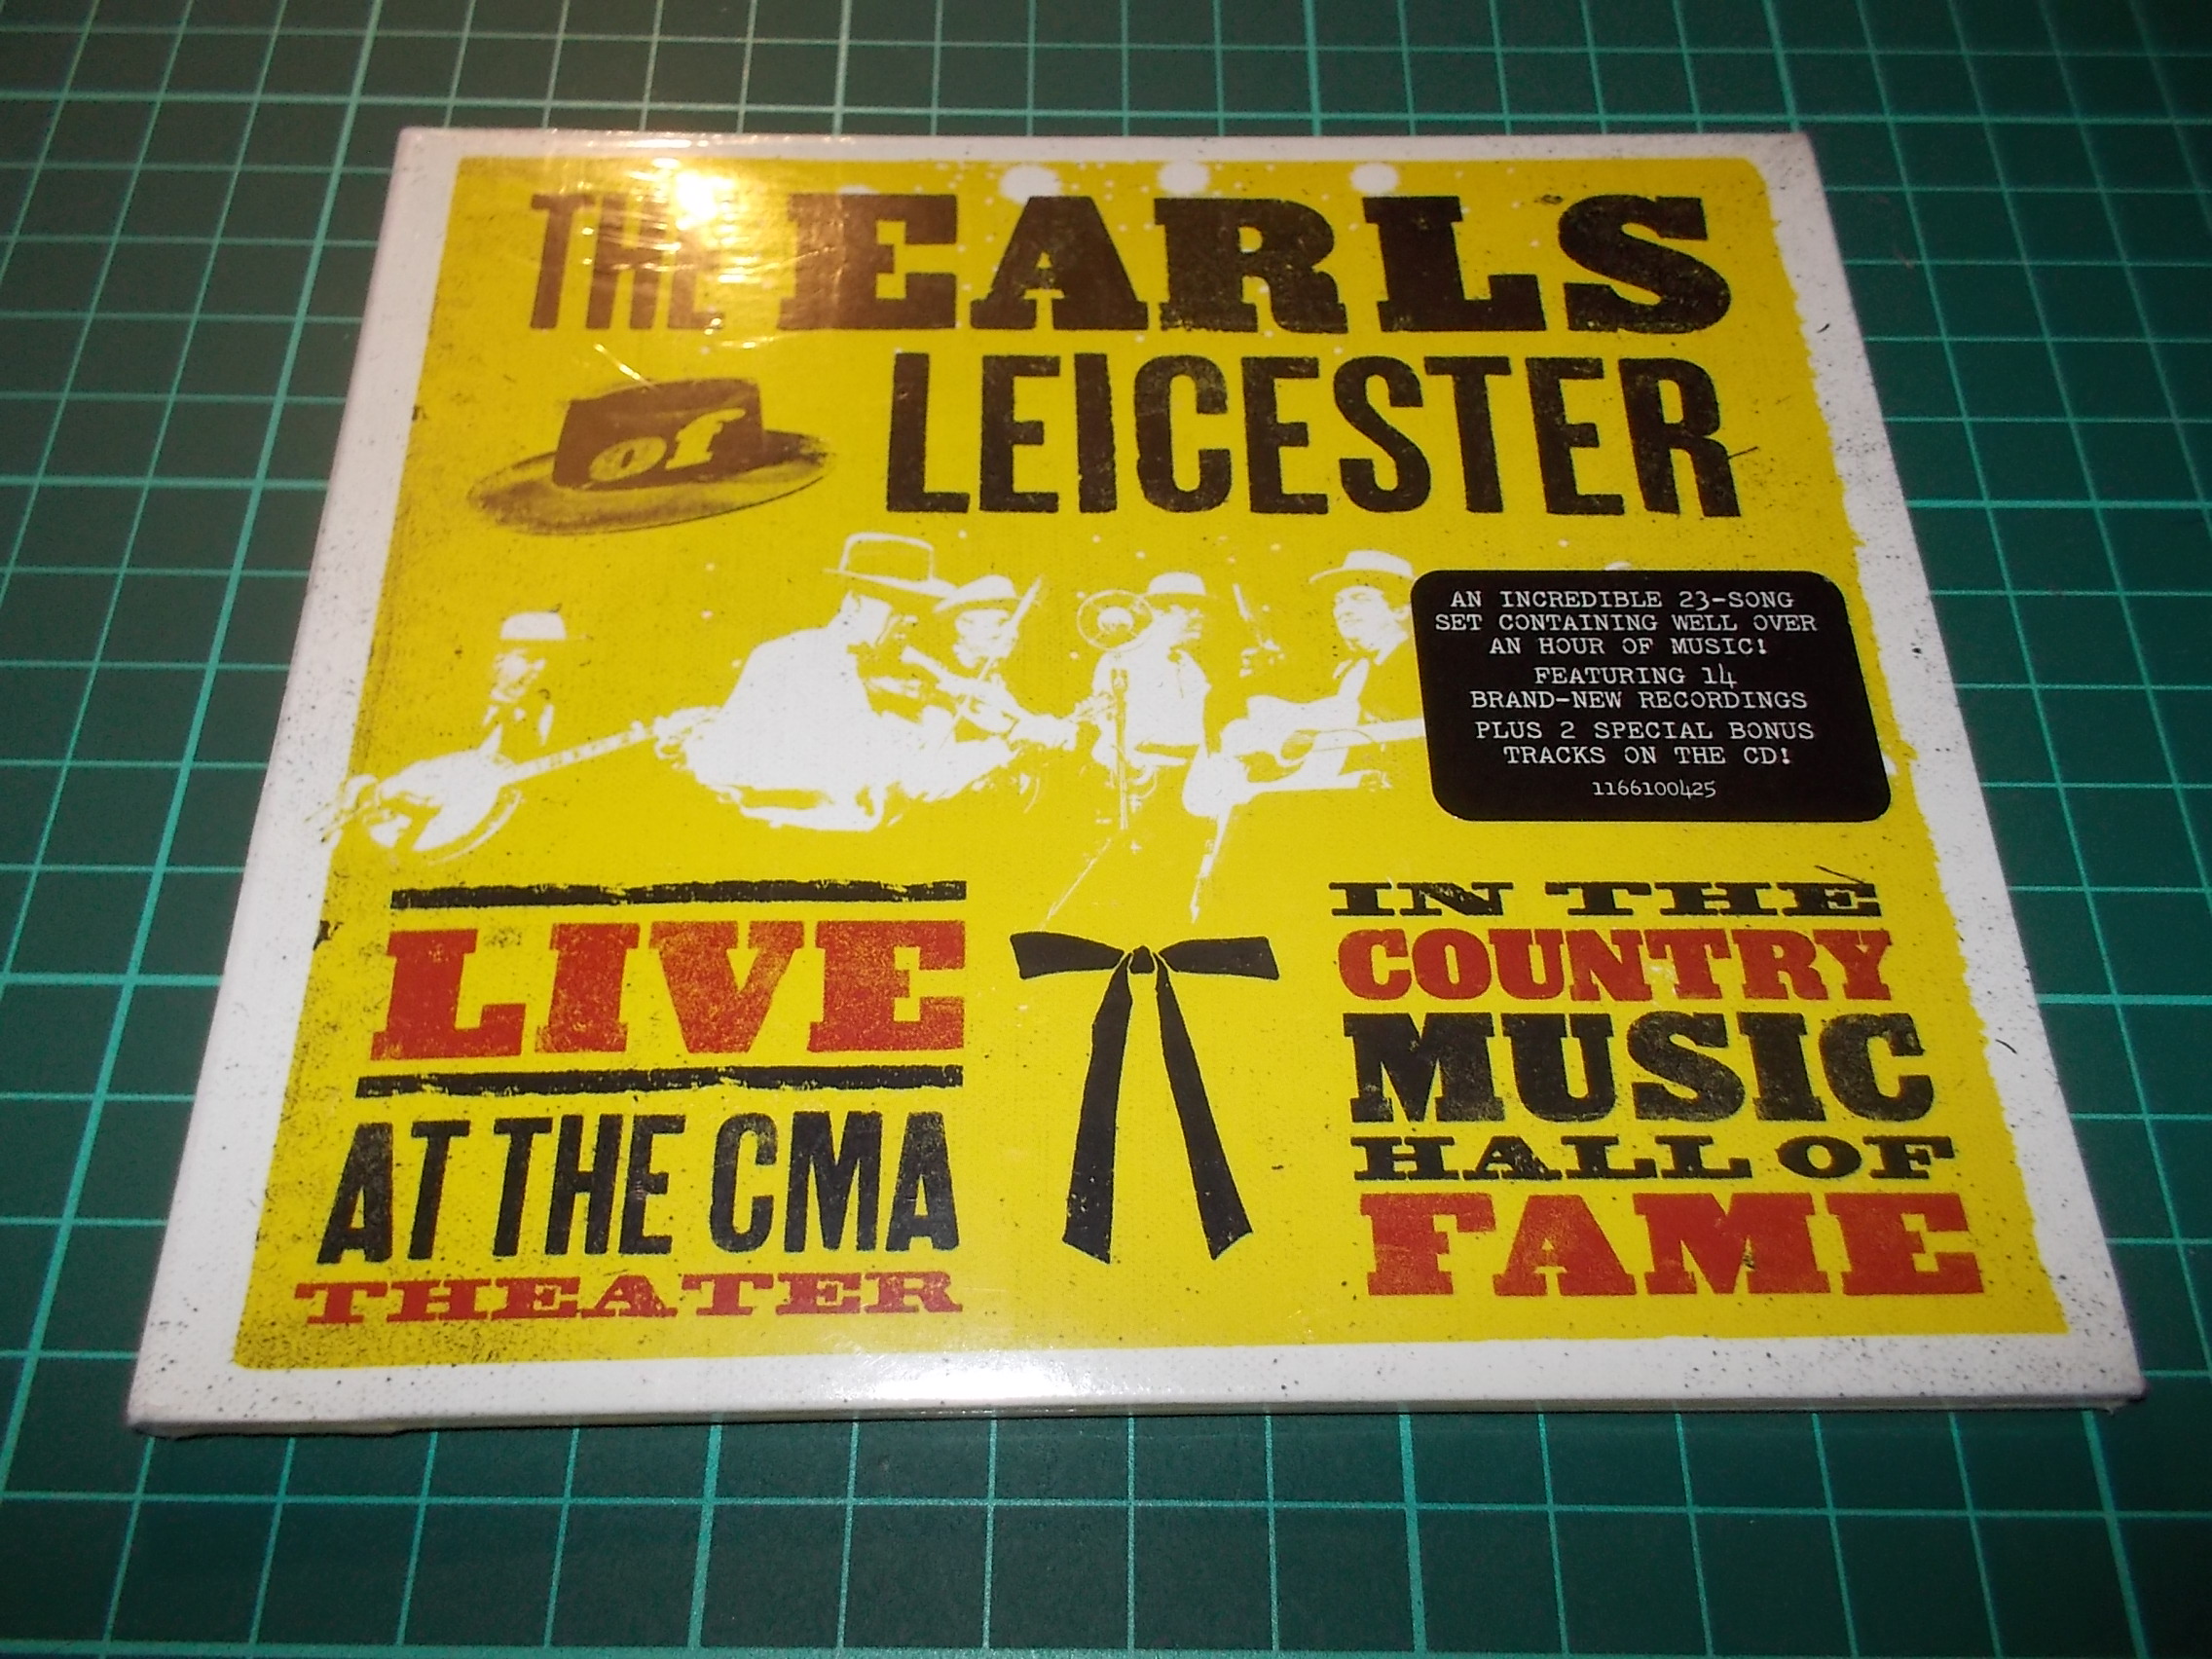 THE EARLS
of LEICESTER
AN INCREDIBLE 23-SONG
SET CONTAINING WELL OVER
AN HOUR OF MUSIC!
FEATURING 14
BRAND-NEW RECORDINGS
PLUS 2 SPECIAL BONUS
TRACKS ON THE CD!
1166100425
LIVE
AT THE CMA
THEATER
IN THE
COUNTRY
MUSIC
HALL OF
FAME